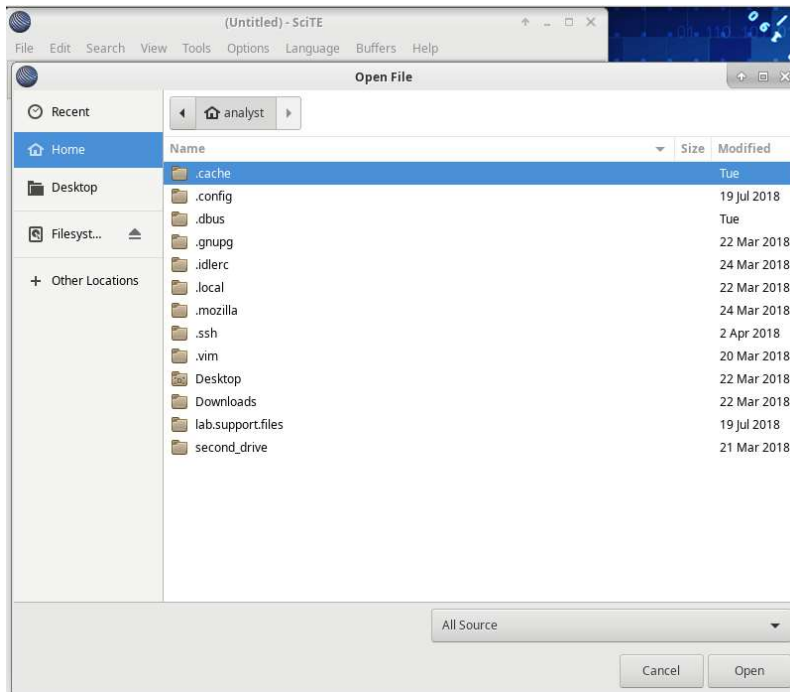 (Untitled) - SciTE
File Edit Search View Tools Options Language Buffers Help
Open File
Recent
Home
Desktop
Filesyst...
Other Locations
analyst
Name Size Modified
.cache Tue
.config 19 Jul 2018
.dbus Tue
.gnupg 22 Mar 2018
.idlerc 24 Mar 2018
.local 22 Mar 2018
.mozilla 24 Mar 2018
.ssh 2 Apr 2018
.vim 20 Mar 2018
Desktop 22 Mar 2018
Downloads 22 Mar 2018
lab.support.files 19 Jul 2018
second_drive 21 Mar 2018
All Source
Cancel Open